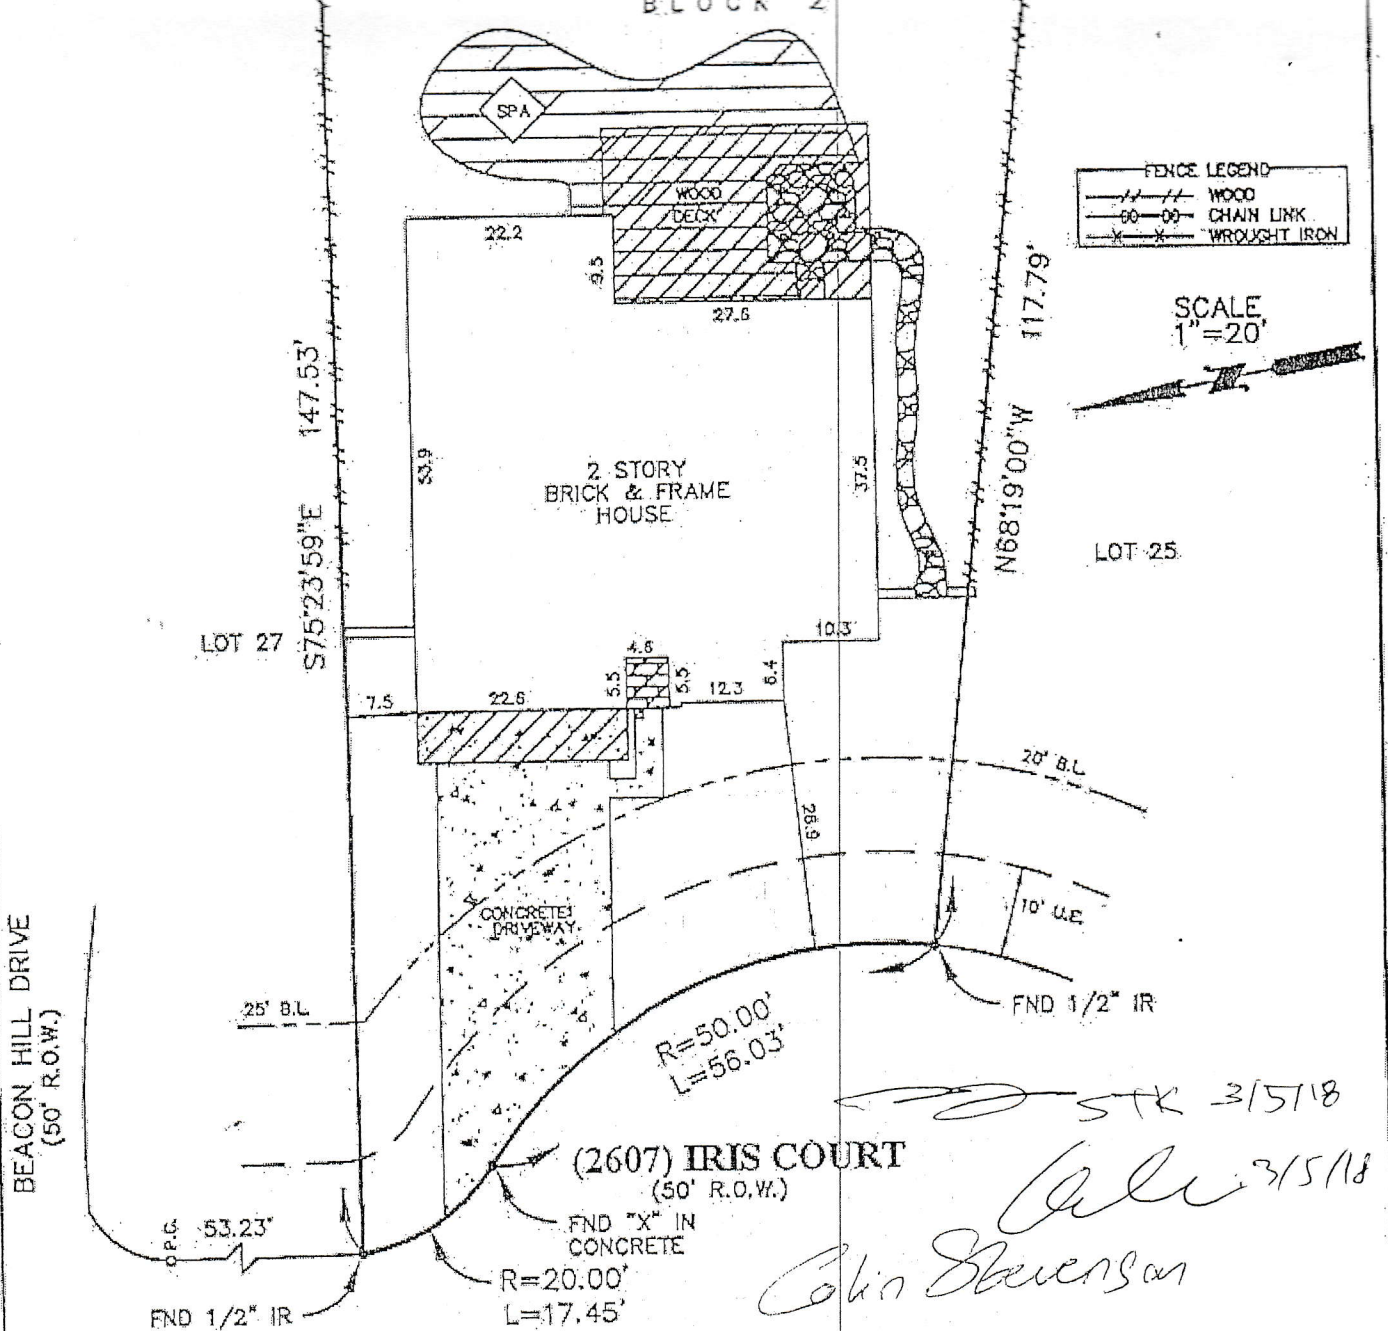 BLOCK 2
SPA
WOOD
DECK
FENCE LEGEND
WOOD
CHAIN LINK
WROUGHT IRON
22.2
9.5
27.6
SCALE
1"=20'
S75°23'59"E 147.53'
N68°19'00"W 117.79'
53.9
37.5
2 STORY
BRICK & FRAME
HOUSE
LOT 25
LOT 27
10.3
4.6
5.5
5.5
12.3
6.4
7.5
22.6
20' B.L.
28.9
CONCRETE
DRIVEWAY
10' U.E.
BEACON HILL DRIVE
(50' R.O.W.)
25' B.L.
FND 1/2" IR
R=50.00'
L=56.03'
STK 3/5/18
(2607) IRIS COURT
(50' R.O.W.)
3/5/18
P.C.
53.23'
FND "X" IN
CONCRETE
Colin Stevenson
R=20.00'
L=17.45'
FND 1/2" IR